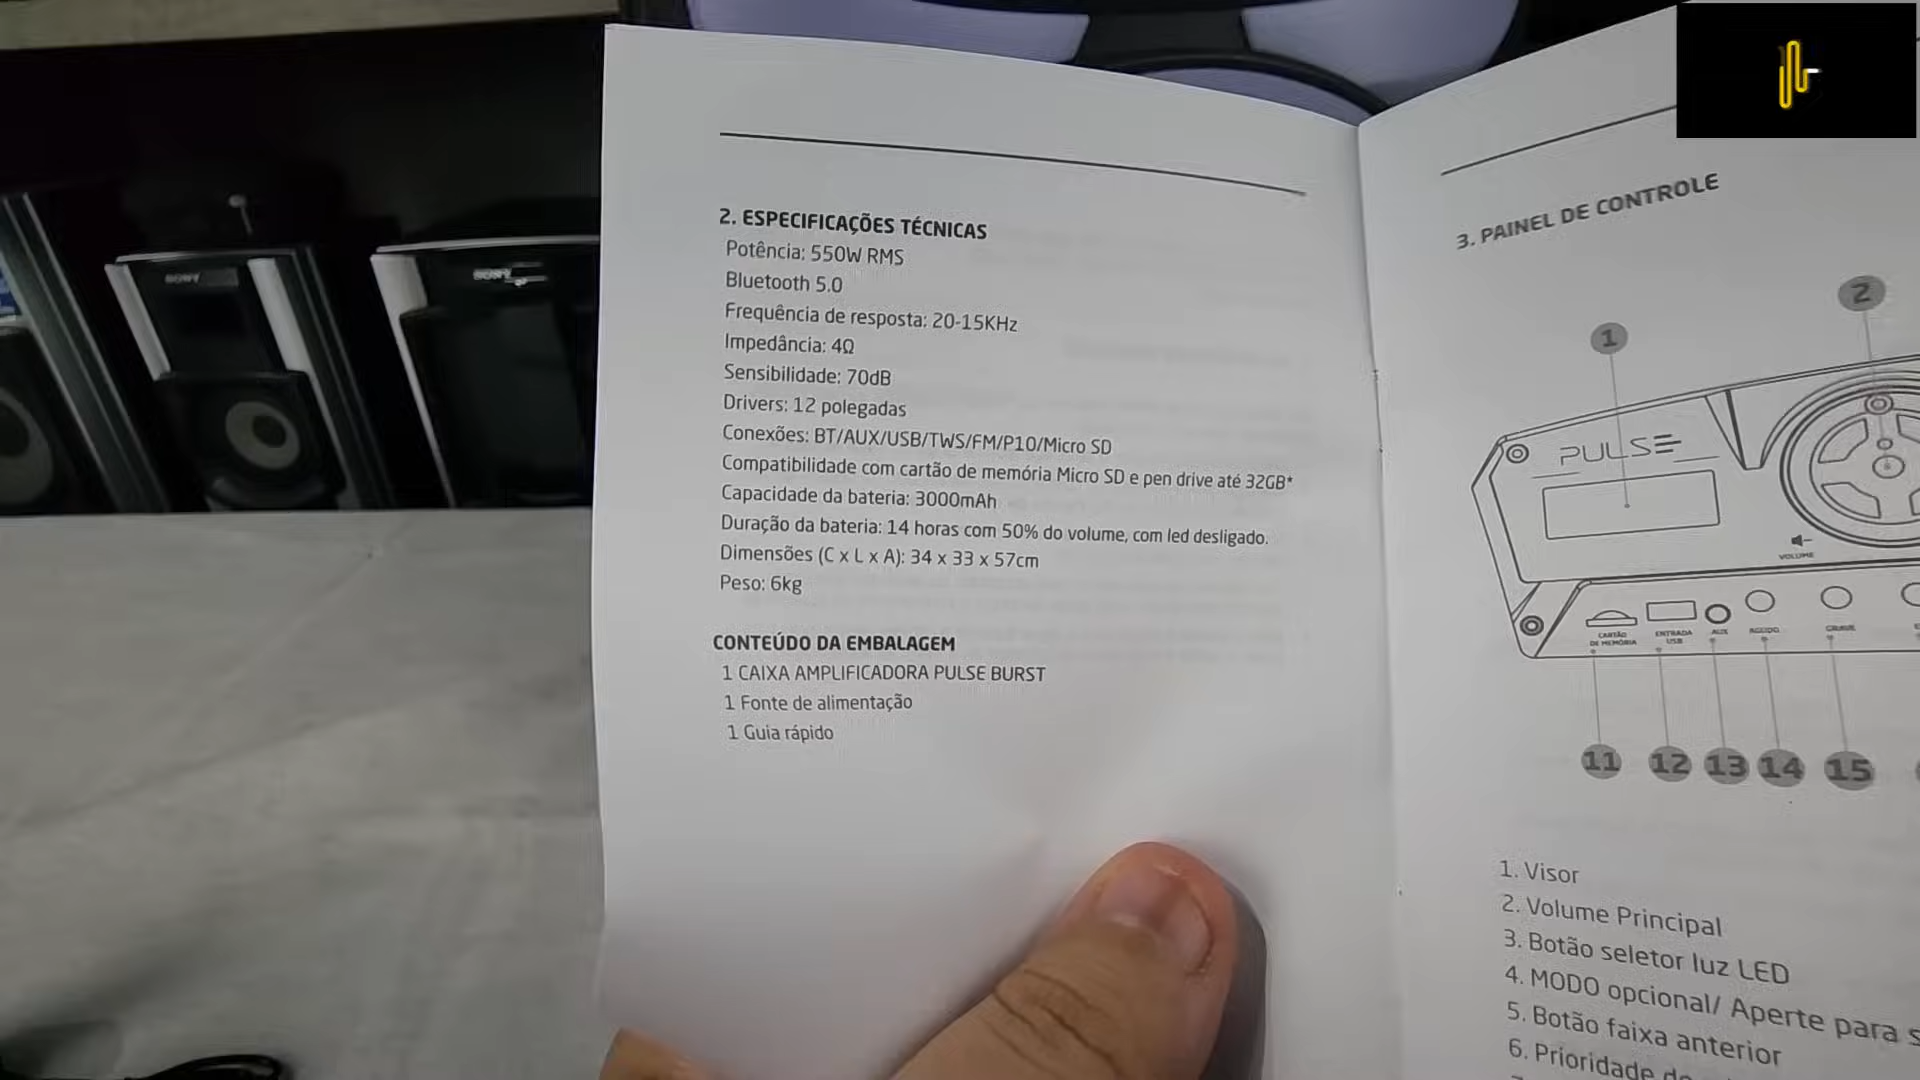 SONY
SONY
2. ESPECIFICAÇÕES TÉCNICAS
Potência: 550W RMS
Bluetooth 5.0
Frequência de resposta: 20-15KHz
Impedância: 4Ω
Sensibilidade: 70dB
Drivers: 12 polegadas
Conexões: BT/AUX/USB/TWS/FM/P10/Micro SD
Compatibilidade com cartão de memória Micro SD e pen drive até 32GB*
Capacidade da bateria: 3000mAh
Duração da bateria: 14 horas com 50% do volume, com led desligado.
Dimensões (C x L x A): 34 x 33 x 57cm
Peso: 6kg
CONTEÚDO DA EMBALAGEM
1 CAIXA AMPLIFICADORA PULSE BURST
1 Fonte de alimentação
1 Guia rápido
3. PAINEL DE CONTROLE
2
1
PULSE
VOLUME
CARTÃO DE MEMÓRIA
ENTRADA USB
AUX
AGUDO
GRAVE
11 12 13 14 15
1. Visor
2. Volume Principal
3. Botão seletor luz LED
4. MODO opcional/ Aperte para
5. Botão faixa anterior
6. Prioridade